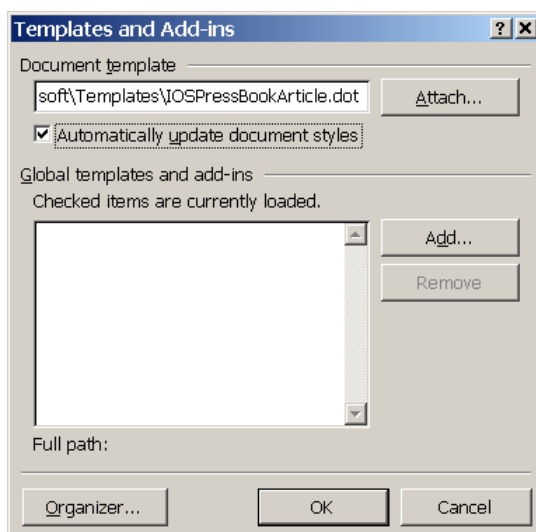 Templates and Add-ins
Document template
soft\Templates\IOSPressBookArticle.dot
Attach...
Automatically update document styles
Global templates and add-ins
Checked items are currently loaded.
Add...
Remove
Full path:
Organizer...
OK
Cancel